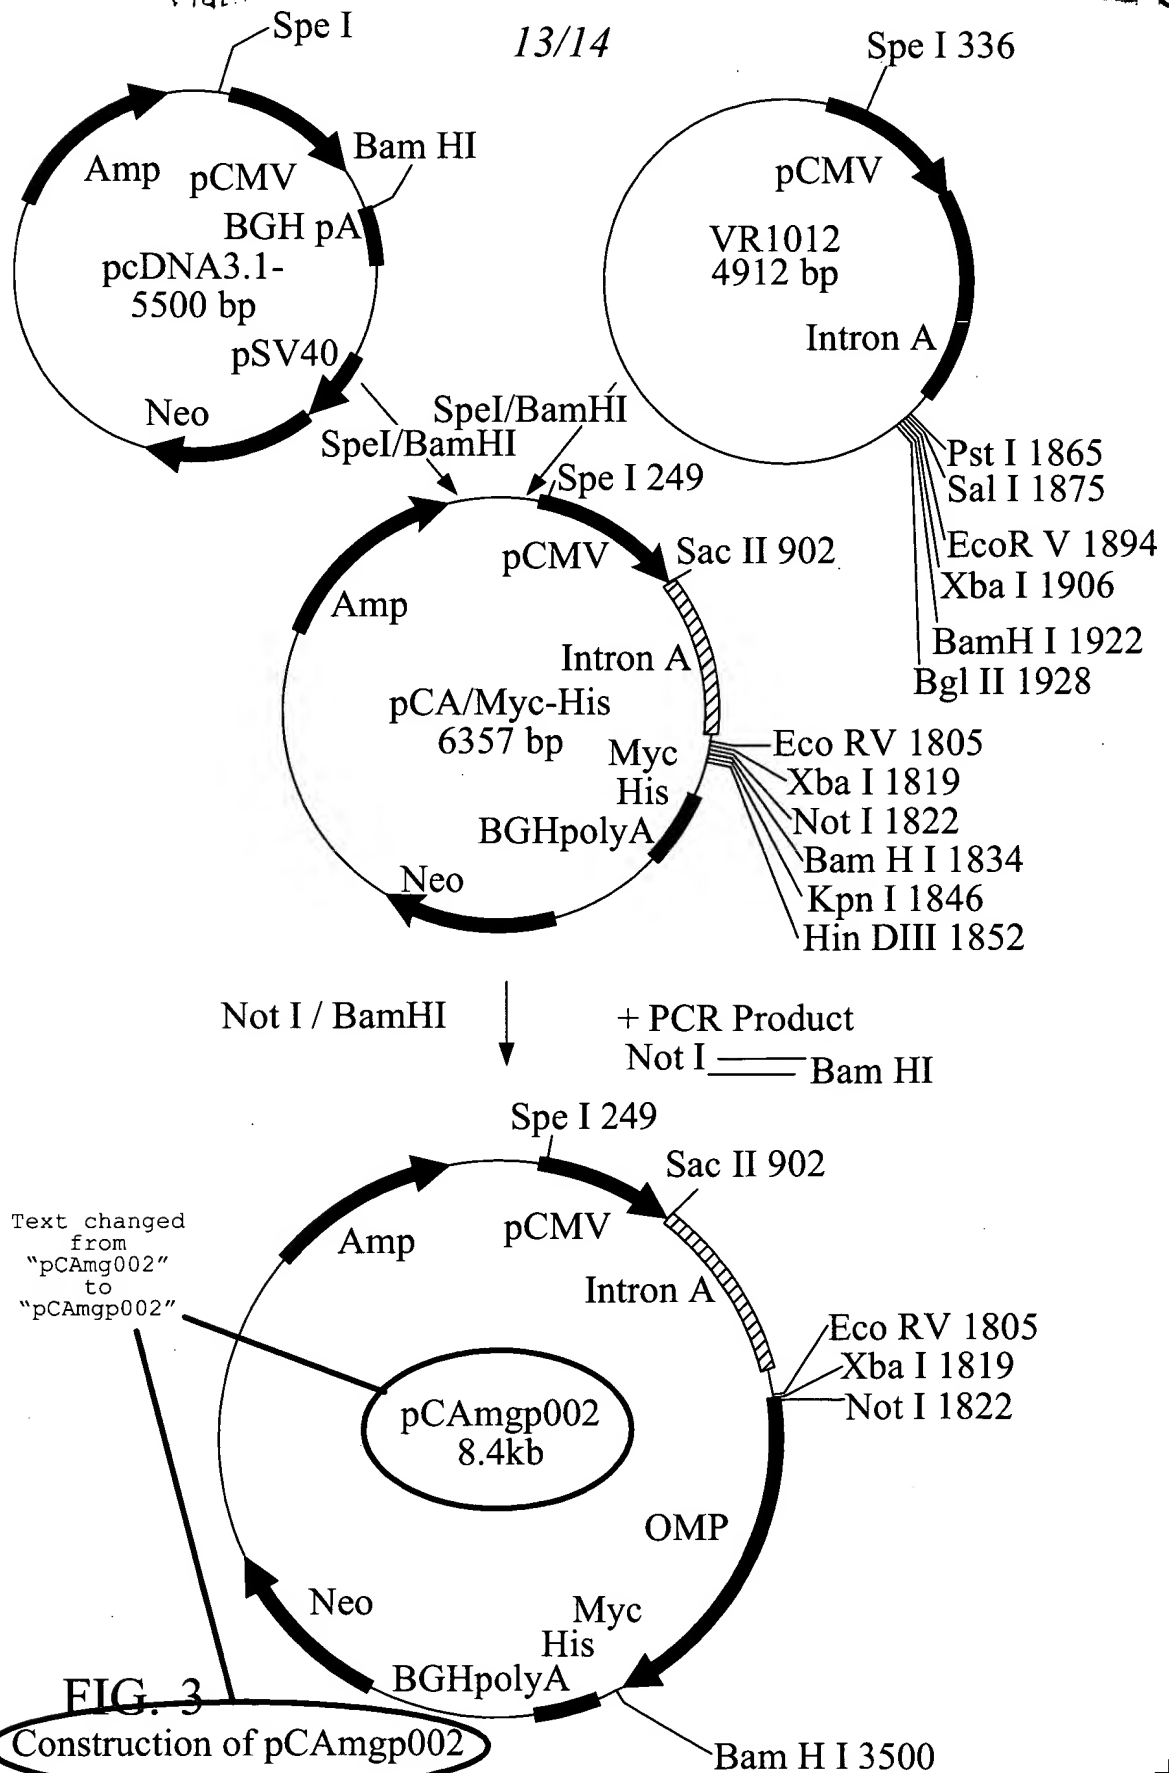 13/14
Spe I
Bam HI
Amp
pCMV
BGH pA
pcDNA3.1-
5500 bp
pSV40
Neo
SpeI/BamHI
Spe I 336
pCMV
VR1012
4912 bp
Intron A
SpeI/BamHI
Pst I 1865
Sal I 1875
EcoR V 1894
Xba I 1906
BamH I 1922
Bgl II 1928
Spe I 249
pCMV
Sac II 902
Amp
Intron A
pCA/Myc-His
6357 bp
Myc
His
BGHpolyA
Neo
Eco RV 1805
Xba I 1819
Not I 1822
Bam H I 1834
Kpn I 1846
Hin DIII 1852
Not I / BamHI
+ PCR Product
Not I
Bam HI
Spe I 249
Sac II 902
pCMV
Amp
Intron A
Text changed
from
"pCAmg002"
to
"pCAmgp002"
Eco RV 1805
Xba I 1819
Not I 1822
pCAmgp002
8.4kb
OMP
Neo
Myc
His
BGHpolyA
Bam H I 3500
FIG. 3
Construction of pCAmgp002